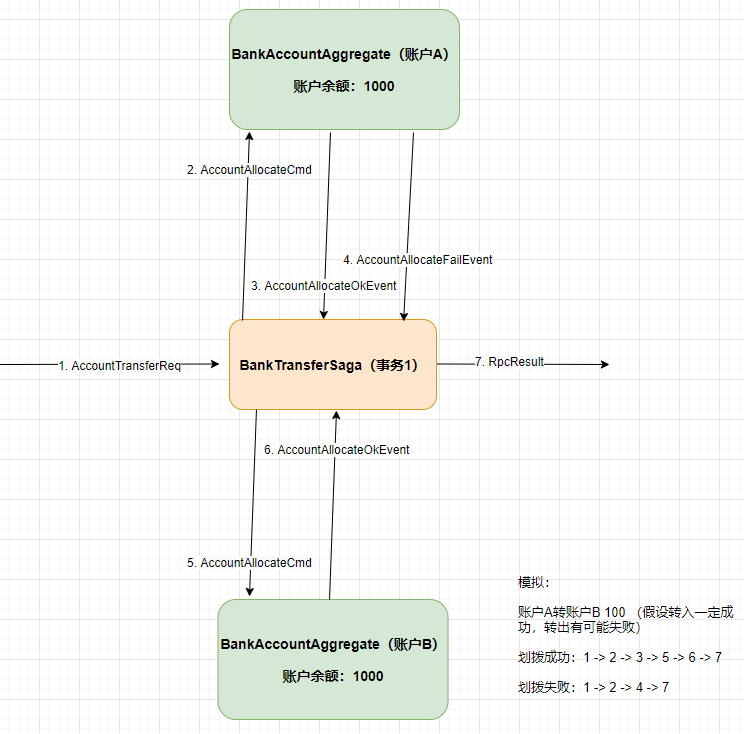 BankAccountAggregate（账户A）
账户余额：1000
2. AccountAllocateCmd
4. AccountAllocateFailEvent
3. AccountAllocateOkEvent
1. AccountTransferReq
BankTransferSaga（事务1）
7. RpcResult
6. AccountAllocateOkEvent
5. AccountAllocateCmd
BankAccountAggregate（账户B）
账户余额：1000
模拟：
账户A转账户B 100 （假设转入一定成
功，转出有可能失败）
划拨成功：1 -> 2 -> 3 -> 5 -> 6 -> 7
划拨失败：1 -> 2 -> 4 -> 7